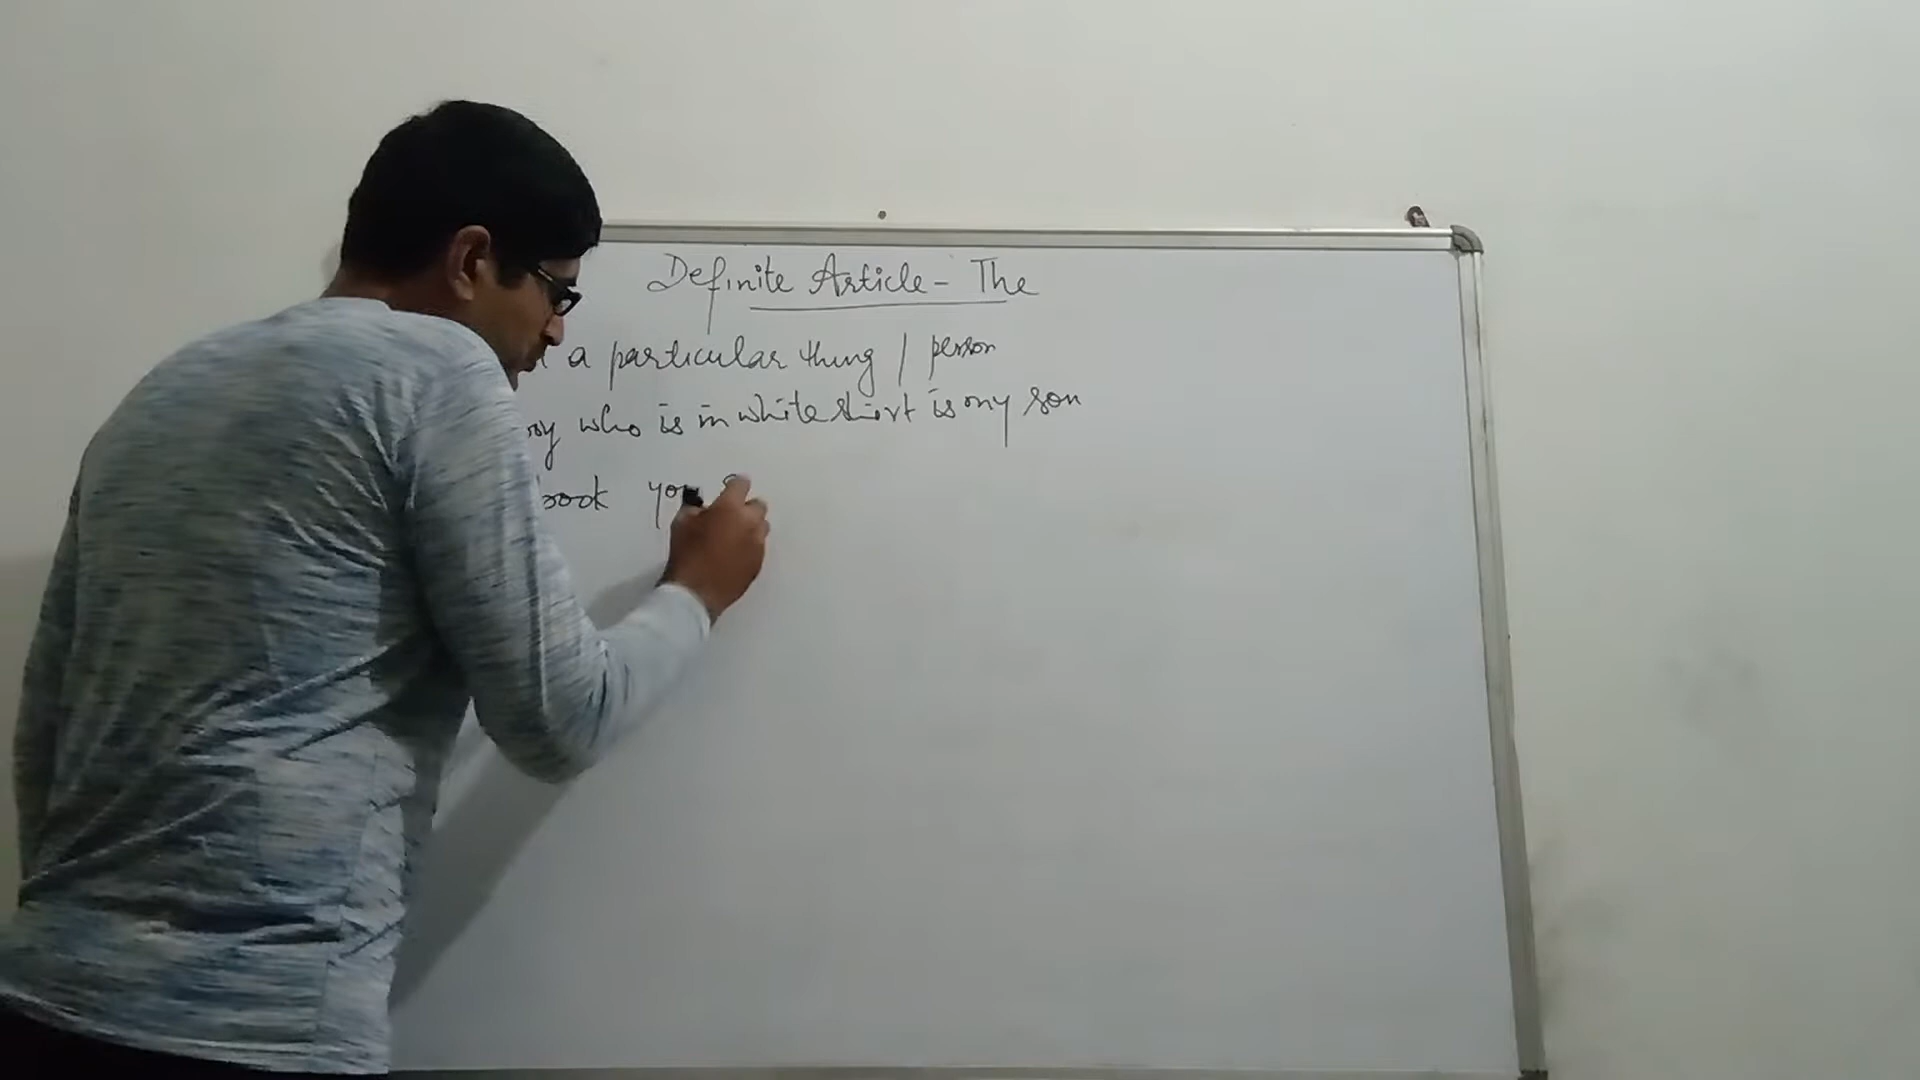 Definite Article - The
a particular thing / person
who is in white shirt is my son
book you